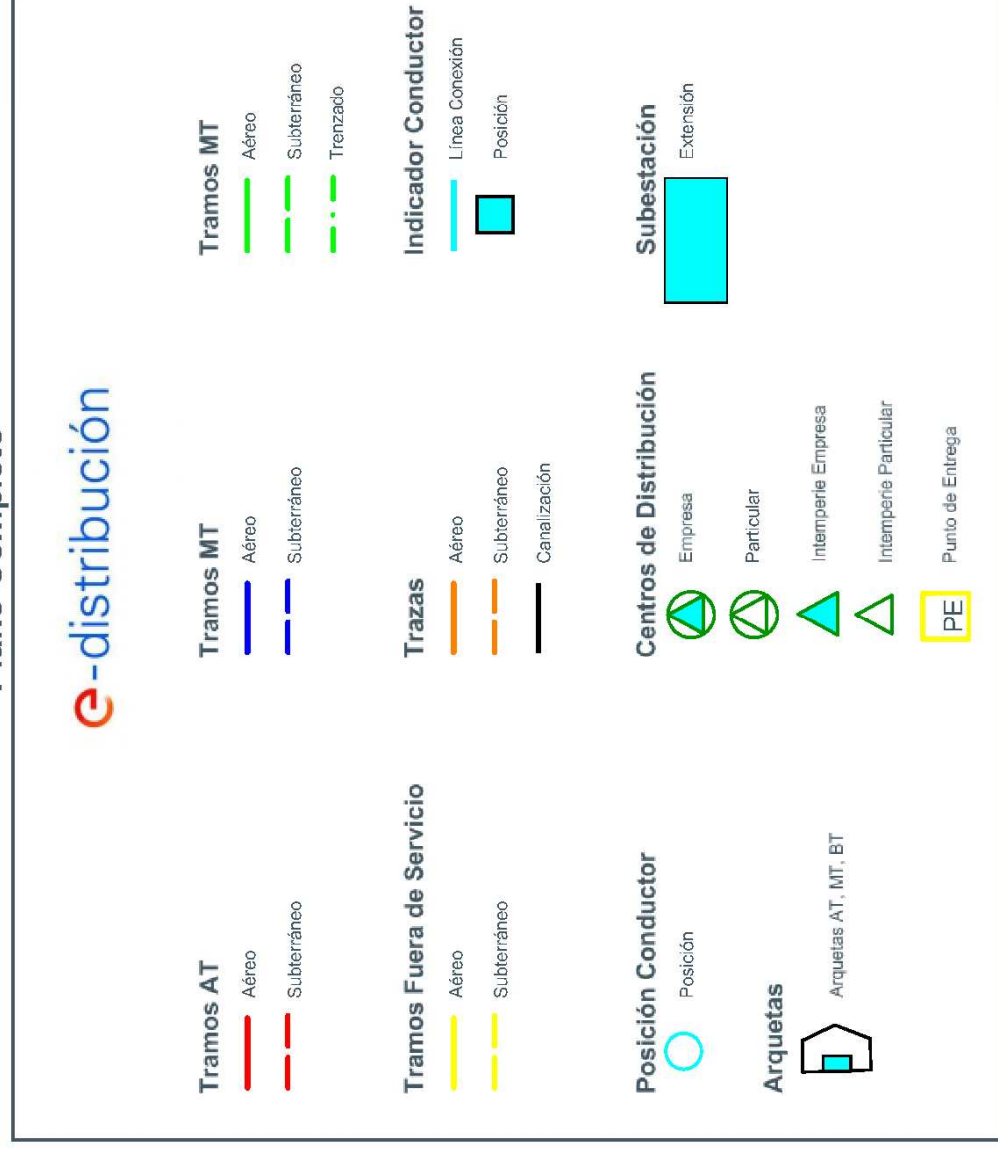 e-distribución
Tramos AT
Aéreo
Subterráneo
Tramos MT
Aéreo
Subterráneo
Tramos MT
Aéreo
Subterráneo
Trenzado
Tramos Fuera de Servicio
Aéreo
Subterráneo
Trazas
Aéreo
Subterráneo
Canalización
Indicador Conductor
Línea Conexión
Posición
Posición Conductor
Posición
Arquetas
Arquetas AT, MT, BT
Centros de Distribución
Empresa
Particular
Intemperie Empresa
Intemperie Particular
PE
Punto de Entrega
Subestación
Extensión